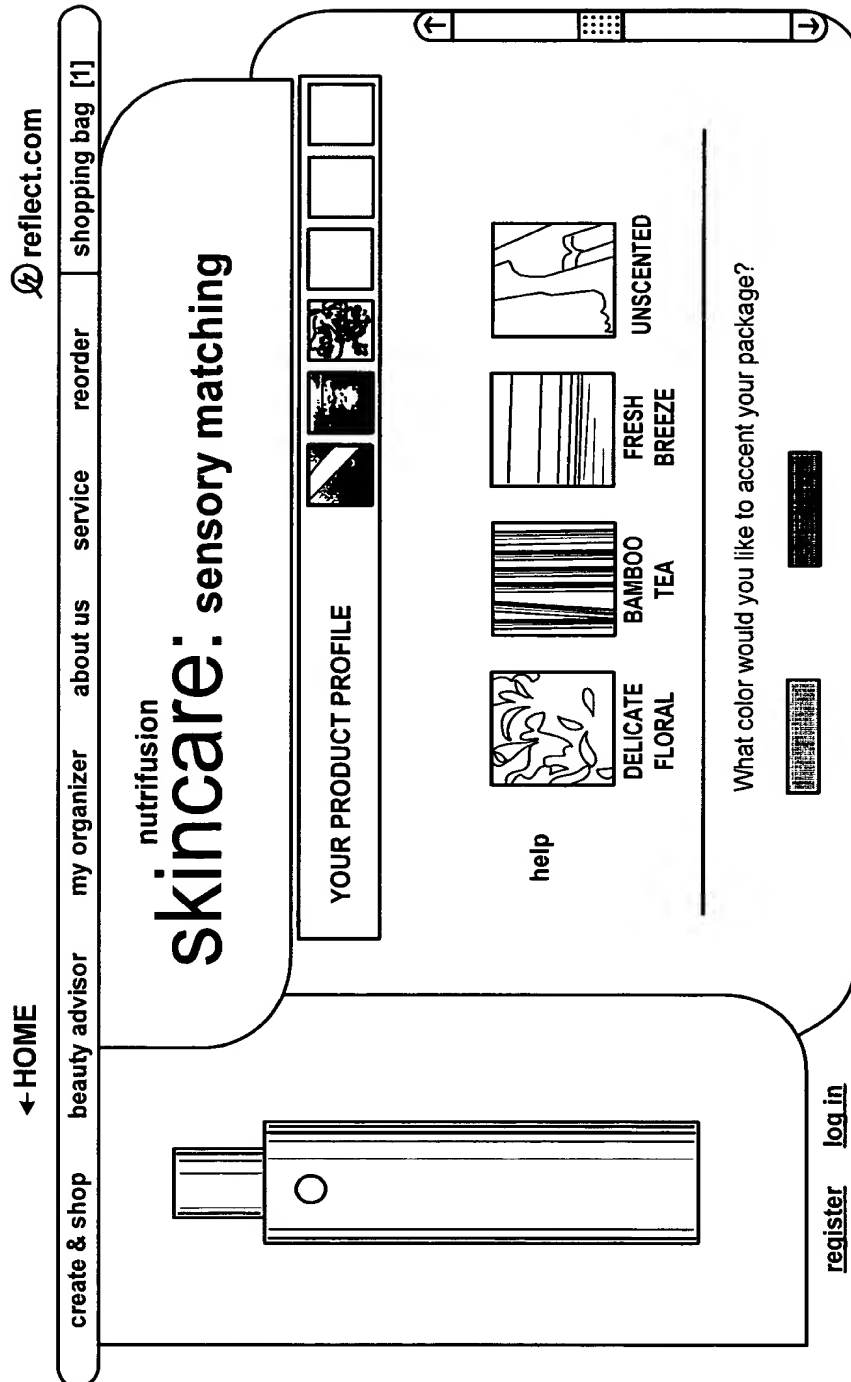 ←HOME
reflect.com
create & shop beauty advisor my organizer about us service reorder shopping bag [1]
nutrifusion
skincare: sensory matching
YOUR PRODUCT PROFILE
help
DELICATE FLORAL
BAMBOO TEA
FRESH BREEZE
UNSCENTED
What color would you like to accent your package?
register log in